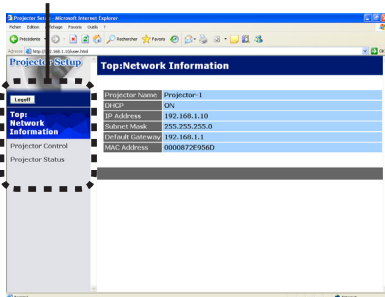 Projector Setup - Microsoft Internet Explorer
Fichier Edition Affichage Favoris Outils ?
Précédente Rechercher Favoris
OK
Projector Setup
Top:Network Information
Logoff
Top:
Network
Information
Projector Control
Projector Status
Projector Name Projector-1
DHCP ON
IP Address 192.168.1.10
Subnet Mask 255.255.255.0
Default Gateway 192.168.1.1
MAC Address 0000872E956D